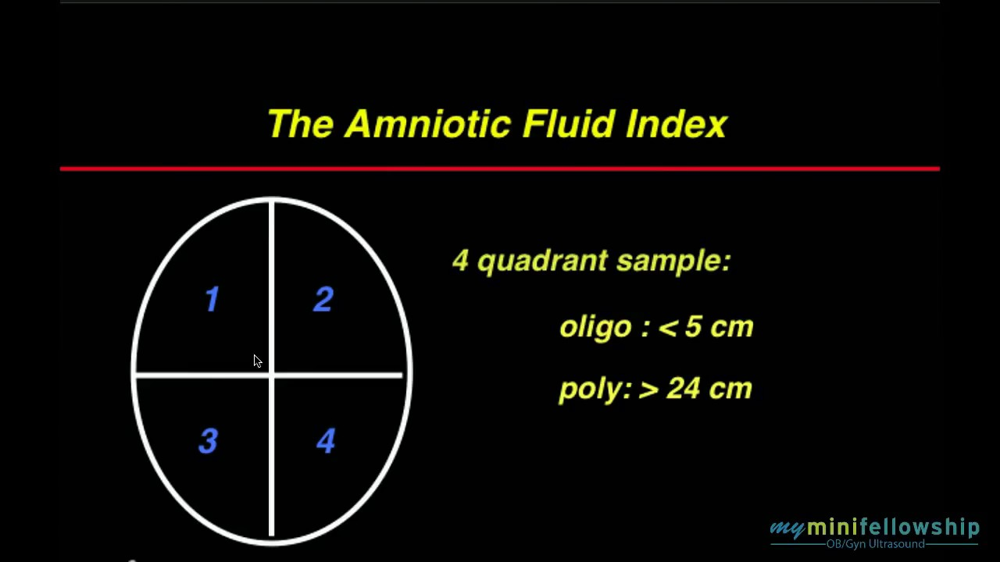 The Amniotic Fluid Index
1 2
3 4
4 quadrant sample:
oligo : < 5 cm
poly: > 24 cm
myminifellowship
OB/Gyn Ultrasound